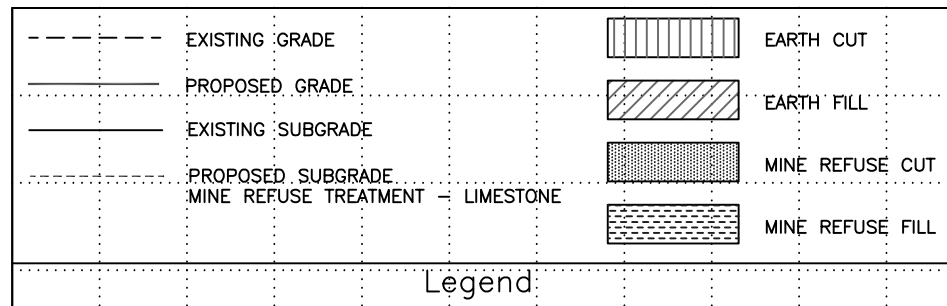 EXISTING GRADE
PROPOSED GRADE
EXISTING SUBGRADE
PROPOSED SUBGRADE
MINE REFUSE TREATMENT – LIMESTONE
EARTH CUT
EARTH FILL
MINE REFUSE CUT
MINE REFUSE FILL
Legend